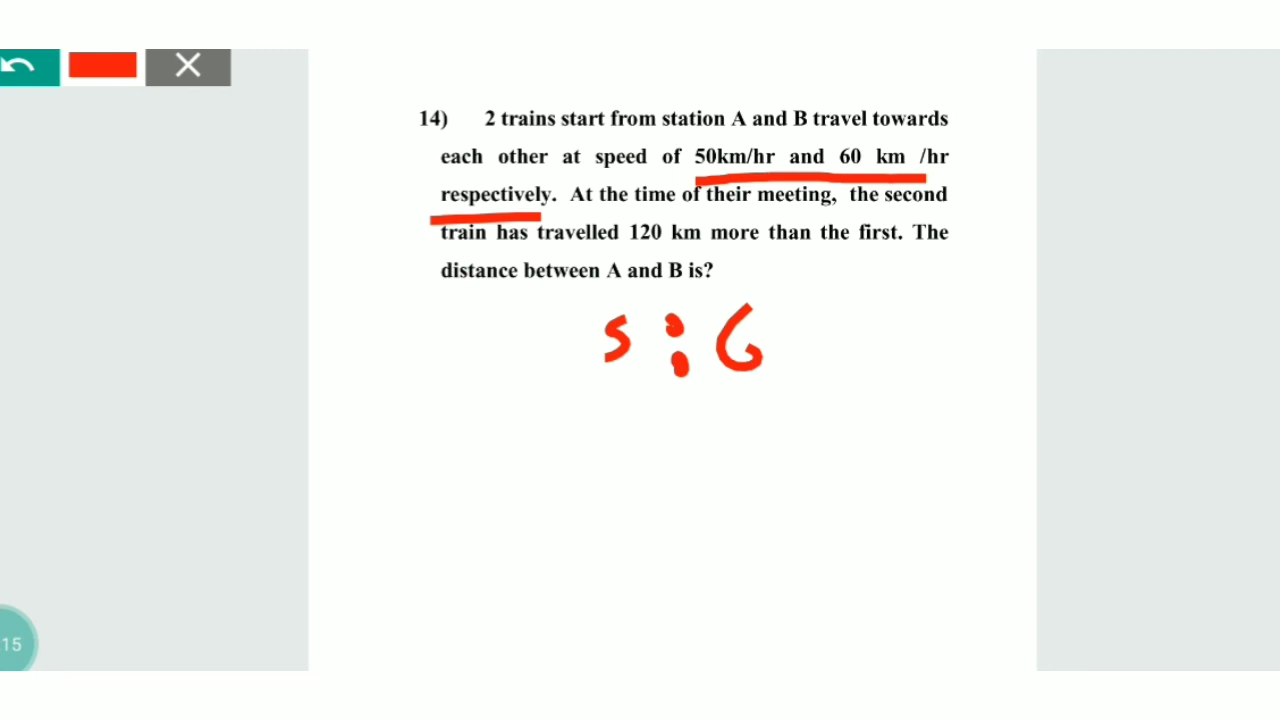 14) 2 trains start from station A and B travel towards
each other at speed of 50km/hr and 60 km /hr
respectively. At the time of their meeting, the second
train has travelled 120 km more than the first. The
distance between A and B is?
5 : 6
15